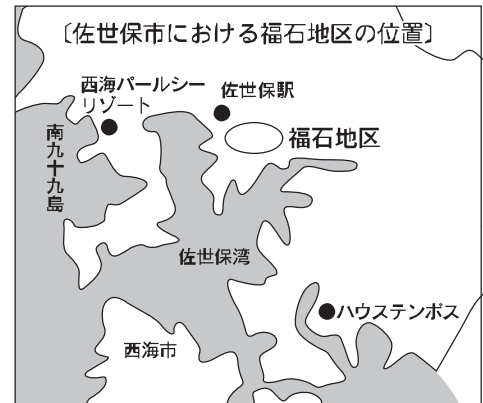 〔佐世保市における福石地区の位置〕
西海パールシー
リゾート
佐世保駅
福石地区
南九十九島
佐世保湾
ハウステンボス
西海市